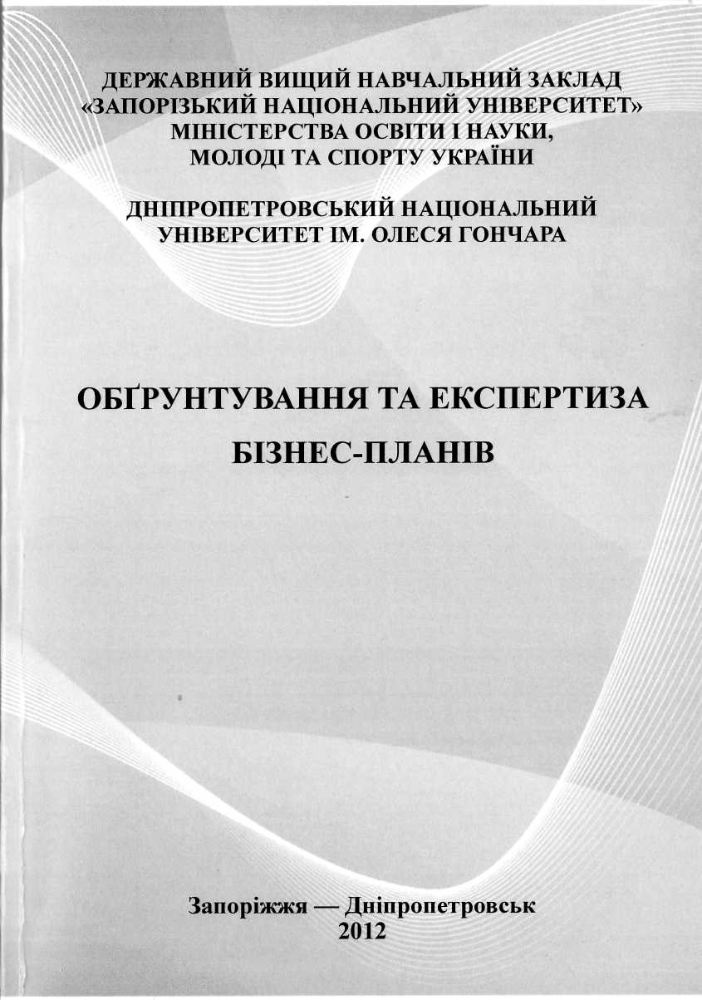 ДЕРЖАВНИЙ ВИЩИЙ НАВЧАЛЬНИЙ ЗАКЛАД
«ЗАПОРІЗЬКИЙ НАЦІОНАЛЬНИЙ УНІВЕРСИТЕТ»
МІНІСТЕРСТВА ОСВІТИ І НАУКИ,
МОЛОДІ ТА СПОРТУ УКРАЇНИ
ДНІПРОПЕТРОВСЬКИЙ НАЦІОНАЛЬНИЙ
УНІВЕРСИТЕТ ІМ. ОЛЕСЯ ГОНЧАРА
ОБҐРУНТУВАННЯ ТА ЕКСПЕРТИЗА
БІЗНЕС-ПЛАНІВ
Запоріжжя — Дніпропетровськ
2012